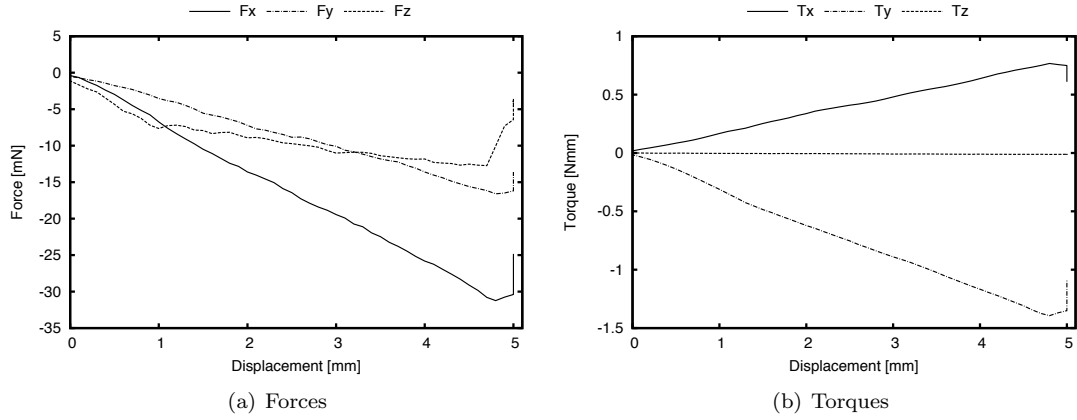 Fx Fy Fz
5
0
-5
-10
-15
-20
-25
-30
-35
Force [mN]
0 1 2 3 4 5
Displacement [mm]
(a) Forces
Tx Ty Tz
1
0.5
0
-0.5
-1
-1.5
Torque [Nmm]
0 1 2 3 4 5
Displacement [mm]
(b) Torques